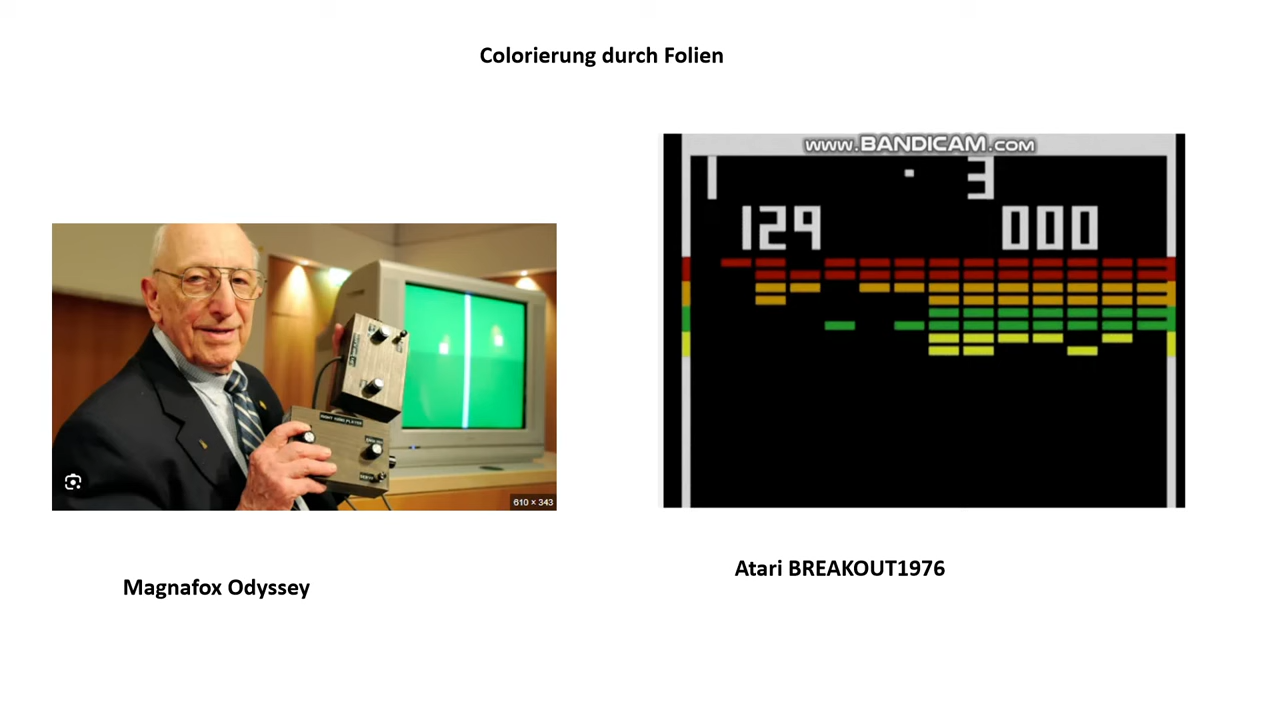 Colorierung durch Folien
www.BANDICAM.COM
1 3
129 000
610 × 343
Magnafox Odyssey
Atari BREAKOUT1976